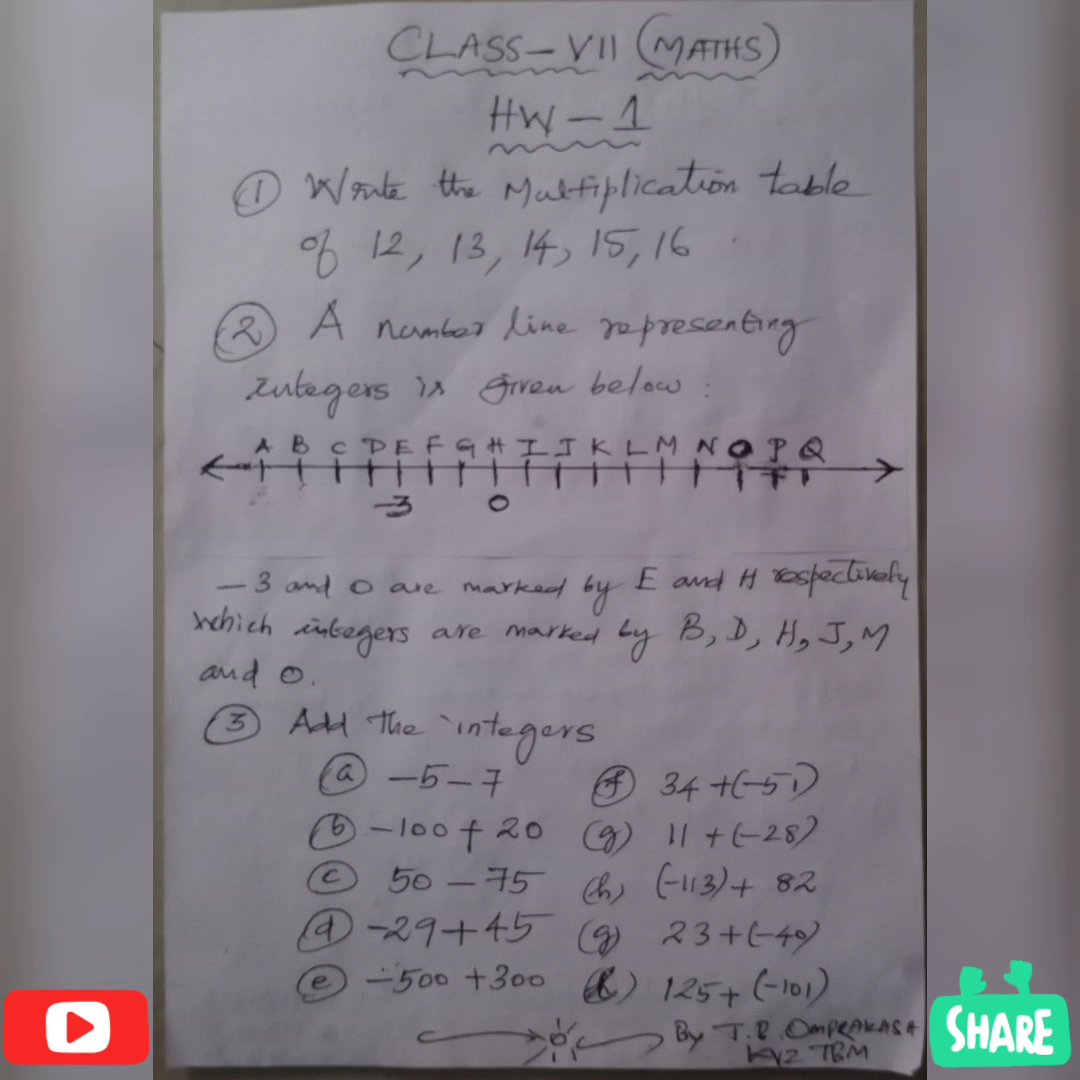 CLASS-VII (MATHS)
HW-1
① Write the Multiplication table
of 12, 13, 14, 15, 16
② A number line representing
integers is given below:
A B C D E F G H I J K L M N O P Q
-3 0
-3 and 0 are marked by E and H respectively
which integers are marked by B, D, H, J, M
and O.
③ Add the integers
ⓐ -5-7 ⓕ 34+(-51)
ⓑ -100+20 (g) 11+(-28)
ⓒ 50-75 (h) (-113)+ 82
ⓓ -29+45 (g) 23+(-40)
ⓔ -500+300 125+(-101)
By T.B. OMPRAKASH
KV2 TBM
SHARE